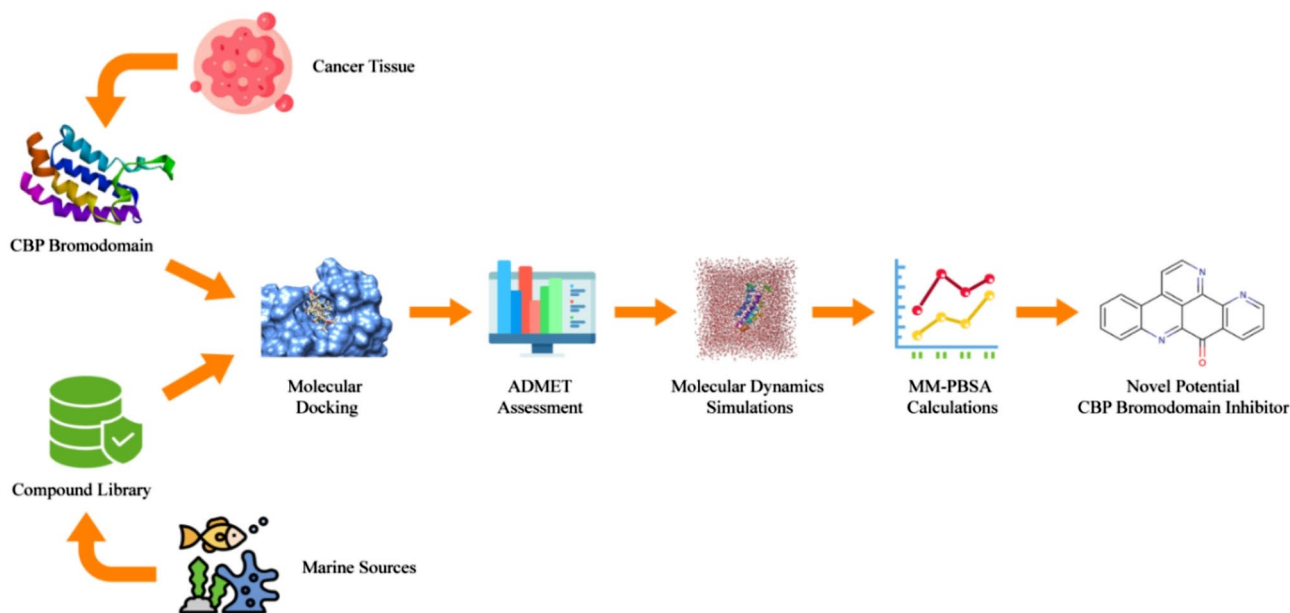 Cancer Tissue
CBP Bromodomain
Molecular
Docking
ADMET
Assessment
Molecular Dynamics
Simulations
MM-PBSA
Calculations
Novel Potential
CBP Bromodomain Inhibitor
N
N
N
O
Compound Library
Marine Sources